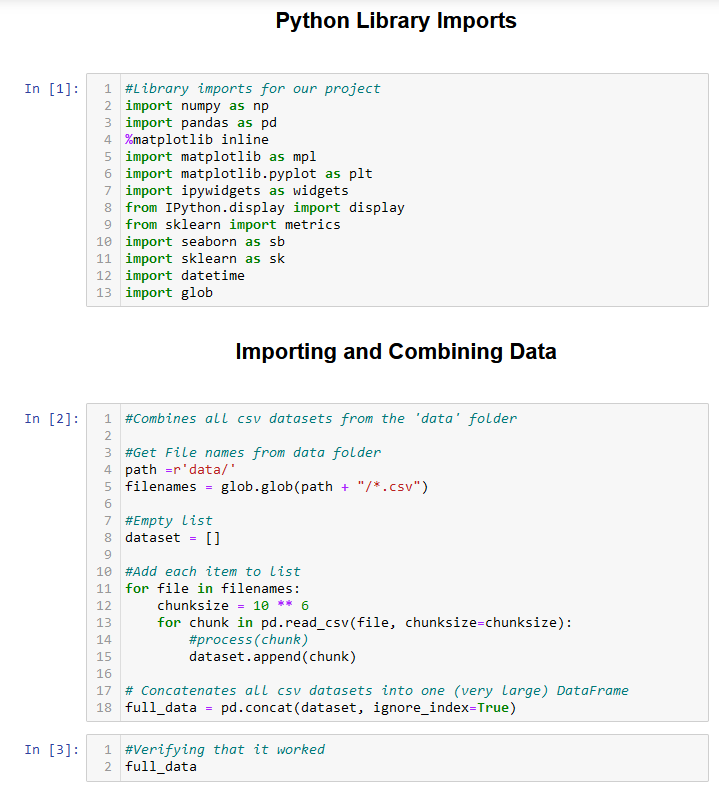 Python Library Imports
In [1]:
1 #Library imports for our project
2 import numpy as np
3 import pandas as pd
4 %matplotlib inline
5 import matplotlib as mpl
6 import matplotlib.pyplot as plt
7 import ipywidgets as widgets
8 from IPython.display import display
9 from sklearn import metrics
10 import seaborn as sb
11 import sklearn as sk
12 import datetime
13 import glob
Importing and Combining Data
In [2]:
1 #Combines all csv datasets from the 'data' folder
2
3 #Get File names from data folder
4 path =r'data/'
5 filenames = glob.glob(path + "/*.csv")
6
7 #Empty list
8 dataset = []
9
10 #Add each item to list
11 for file in filenames:
12     chunksize = 10 ** 6
13     for chunk in pd.read_csv(file, chunksize=chunksize):
14         #process(chunk)
15         dataset.append(chunk)
16
17 # Concatenates all csv datasets into one (very large) DataFrame
18 full_data = pd.concat(dataset, ignore_index=True)
In [3]:
1 #Verifying that it worked
2 full_data